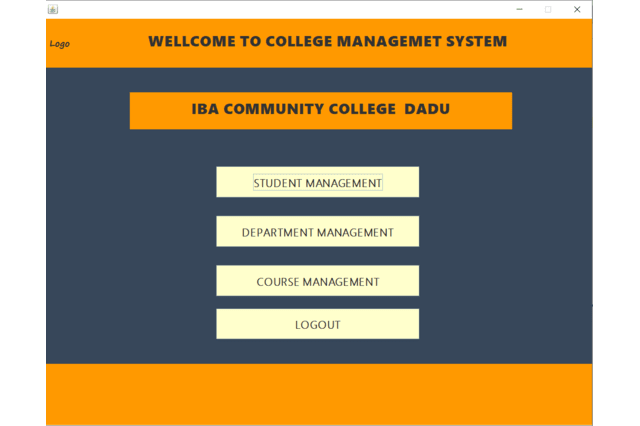 Logo
WELLCOME TO COLLEGE MANAGEMET SYSTEM
IBA COMMUNITY COLLEGE DADU
STUDENT MANAGEMENT
DEPARTMENT MANAGEMENT
COURSE MANAGEMENT
LOGOUT